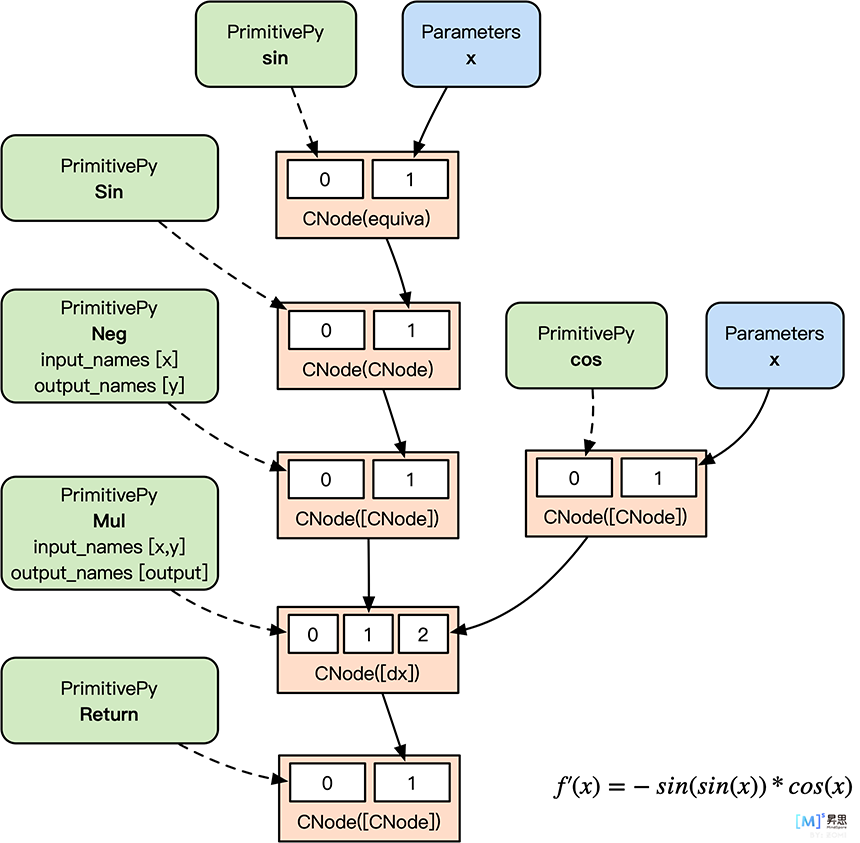 PrimitivePy
sin
Parameters
x
0
1
CNode(equiva)
PrimitivePy
Sin
0
1
CNode(CNode)
PrimitivePy
Neg
input_names [x]
output_names [y]
0
1
CNode([CNode])
PrimitivePy
cos
Parameters
x
0
1
CNode([CNode])
PrimitivePy
Mul
input_names [x,y]
output_names [output]
0
1
2
CNode([dx])
PrimitivePy
Return
0
1
CNode([CNode])
f′(x) = − sin(sin(x)) * cos(x)
[M]ˢ 昇思
MindSpore